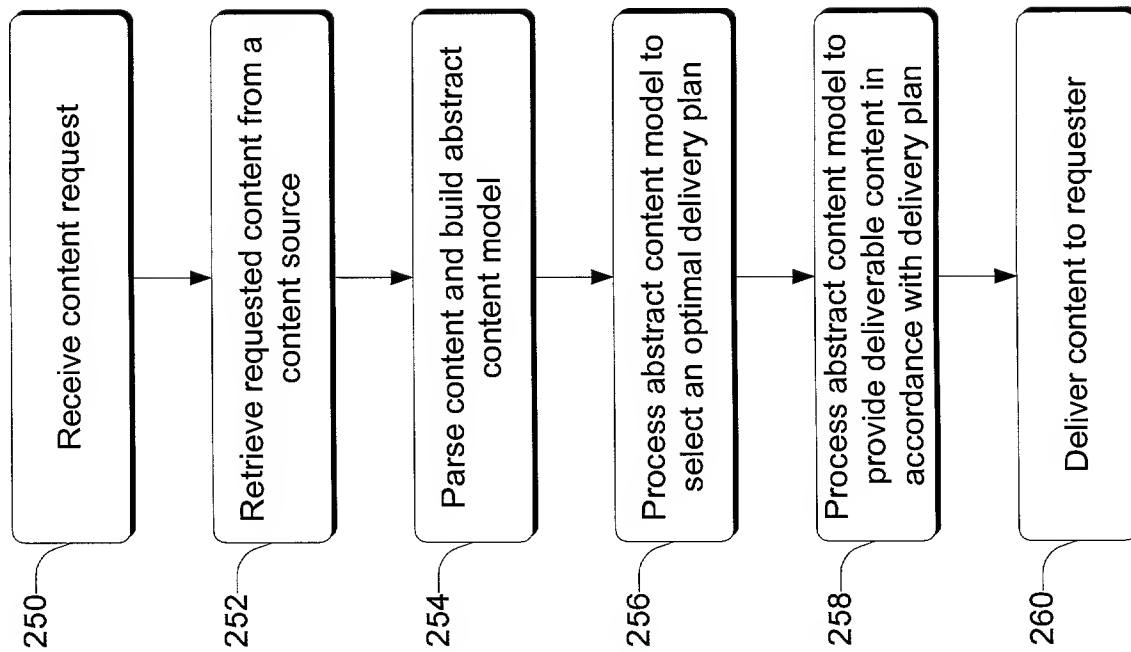 250
Receive content request
252
Retrieve requested content from a
content source
254
Parse content and build abstract
content model
256
Process abstract content model to
select an optimal delivery plan
258
Process abstract content model to
provide deliverable content in
accordance with delivery plan
260
Deliver content to requester